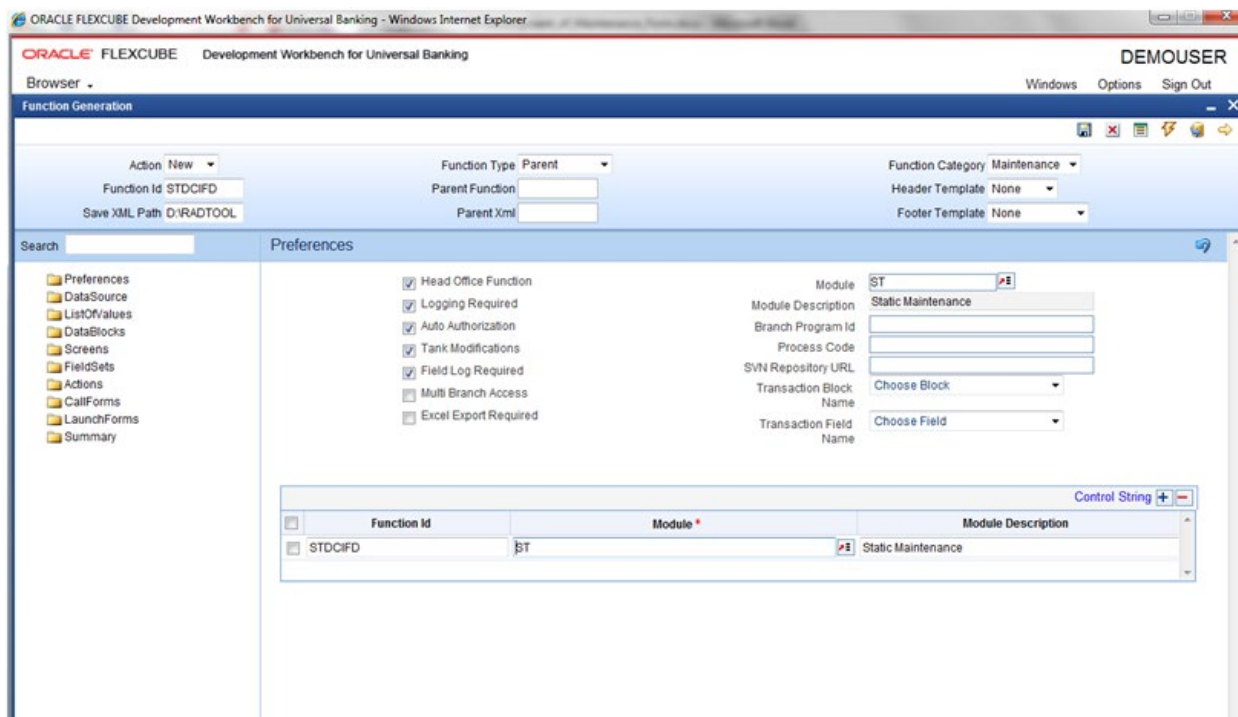 ORACLE FLEXCUBE Development Workbench for Universal Banking - Windows Internet Explorer
ORACLE FLEXCUBE Development Workbench for Universal Banking
DEMOUSER
Browser
Windows Options Sign Out
Function Generation
Action New
Function Type Parent
Function Category Maintenance
Function Id STDCIFD
Parent Function
Header Template None
Save XML Path D:\RADTOOL
Parent Xml
Footer Template None
Search
Preferences
Preferences
DataSource
ListOfValues
DataBlocks
Screens
FieldSets
Actions
CallForms
LaunchForms
Summary
Head Office Function
Logging Required
Auto Authorization
Tank Modifications
Field Log Required
Multi Branch Access
Excel Export Required
Module ST
Module Description Static Maintenance
Branch Program Id
Process Code
SVN Repository URL
Transaction Block Name Choose Block
Transaction Field Name Choose Field
Control String + −
Function Id Module * Module Description
STDCIFD ST Static Maintenance